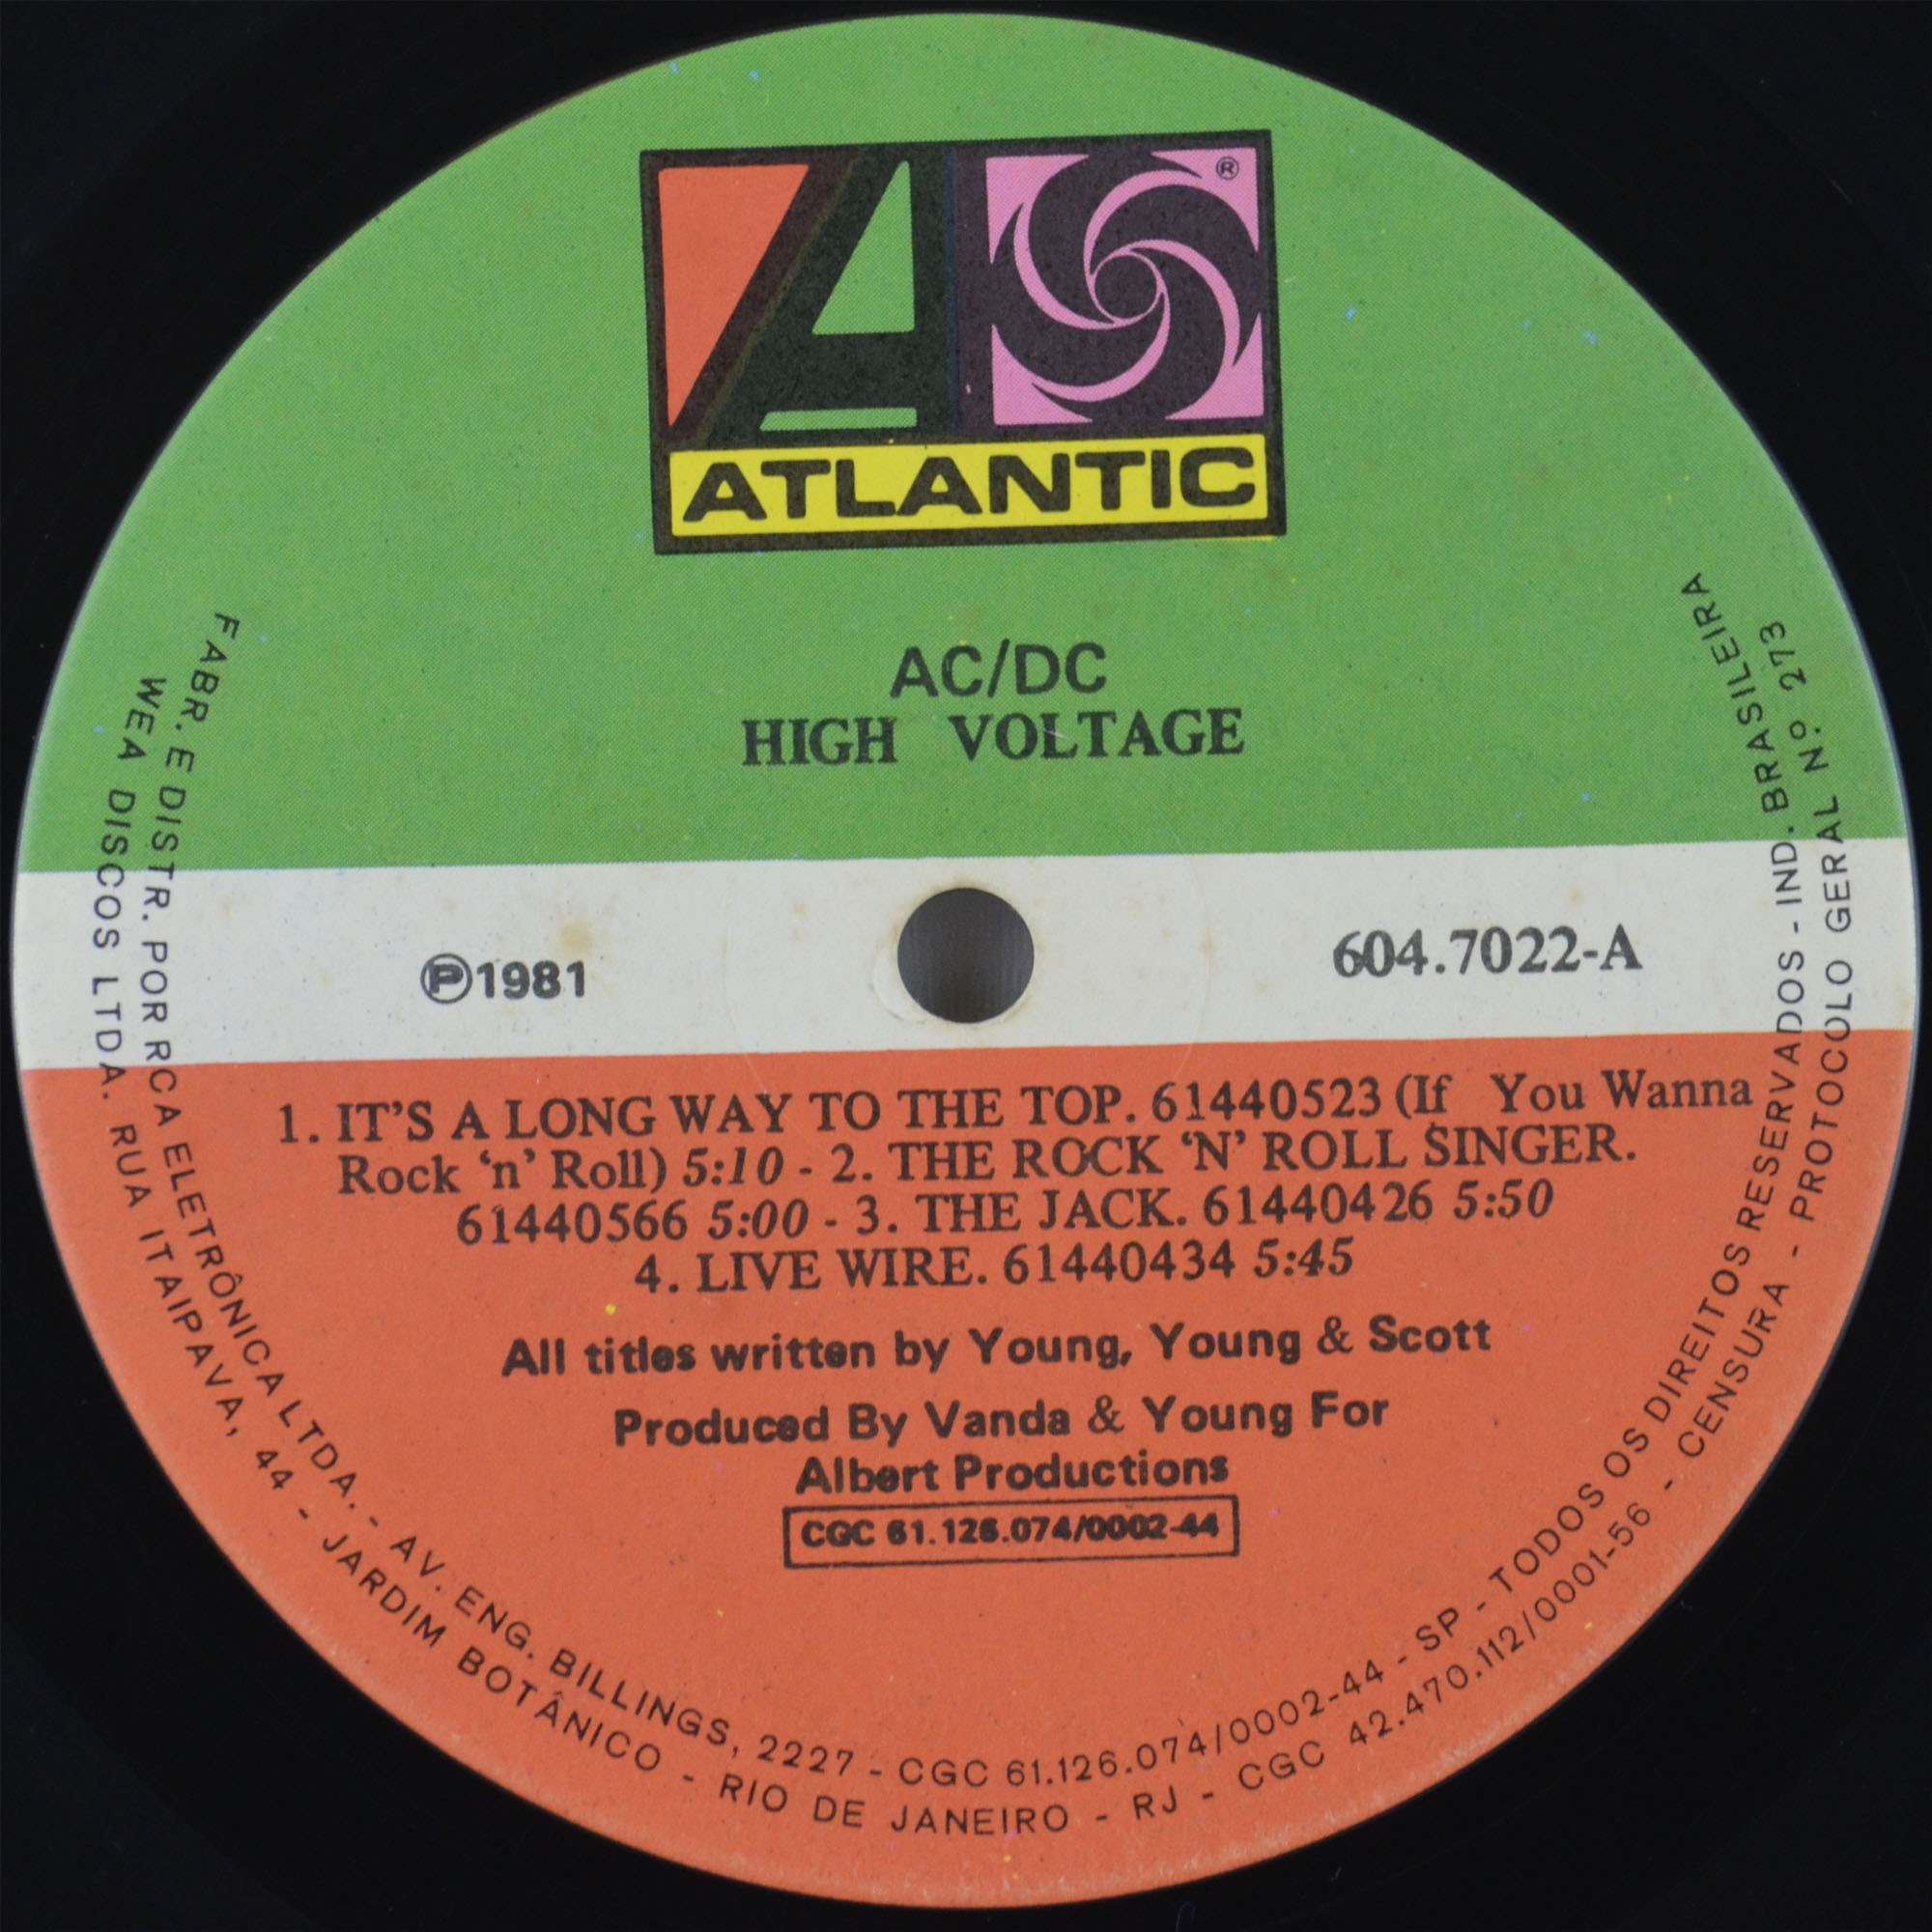 ®
ATLANTIC
AC/DC
HIGH VOLTAGE
Ⓟ1981
604.7022-A
1. IT'S A LONG WAY TO THE TOP. 61440523 (If You Wanna
Rock 'n' Roll) 5:10 - 2. THE ROCK 'N' ROLL SINGER.
61440566 5:00 - 3. THE JACK. 61440426 5:50
4. LIVE WIRE. 61440434 5:45
All titles written by Young, Young & Scott
Produced By Vanda & Young For
Albert Productions
CGC 61.126.074/0002-44
FABR. E DISTR. POR RCA ELETRÔNICA LTDA. - AV. ENG. BILLINGS, 2227 - CGC 61.126.074/0002-44 - SP - TODOS OS DIREITOS RESERVADOS - IND. BRASILEIRA
WEA DISCOS LTDA. RUA ITAIPAVA, 44 - JARDIM BOTÂNICO - RIO DE JANEIRO - RJ - CGC 42.470.112/0001-56 - CENSURA - PROTOCOLO GERAL Nº 273